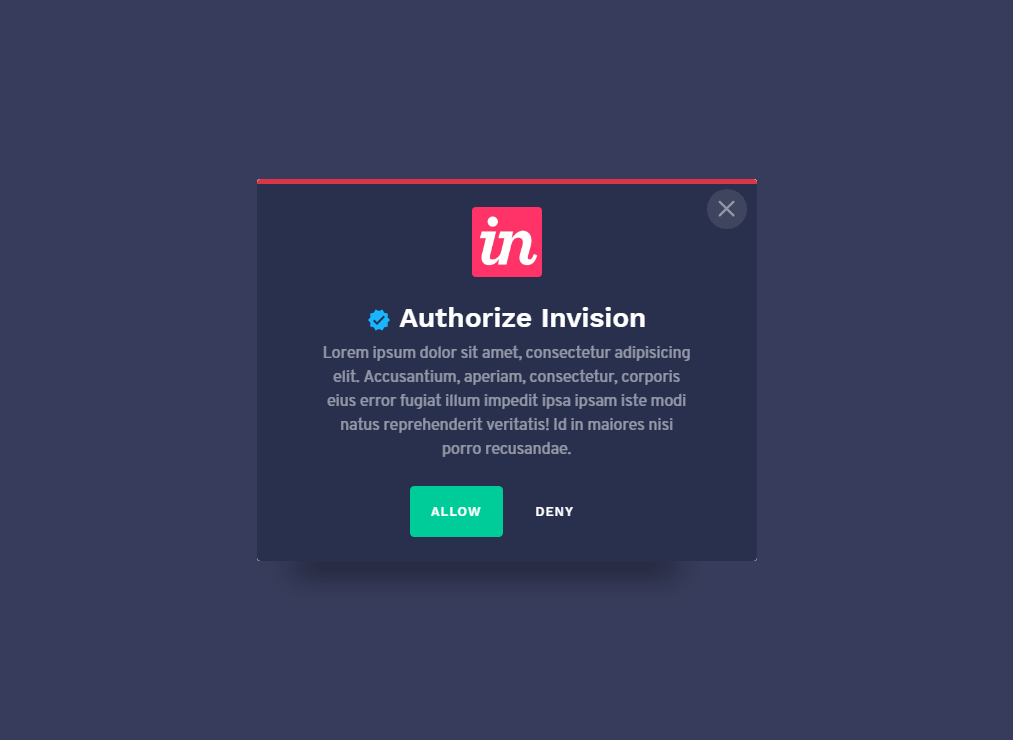 in
Authorize Invision
Lorem ipsum dolor sit amet, consectetur adipisicing
elit. Accusantium, aperiam, consectetur, corporis
eius error fugiat illum impedit ipsa ipsam iste modi
natus reprehenderit veritatis! Id in maiores nisi
porro recusandae.
ALLOW DENY